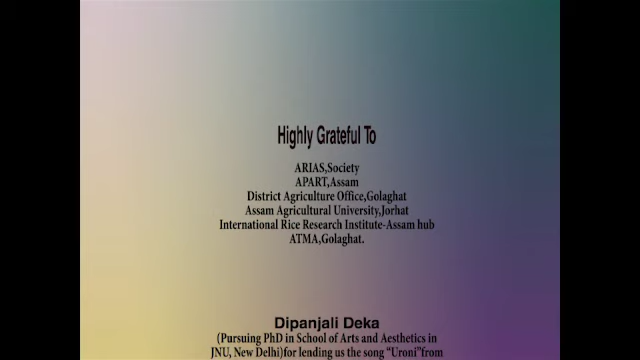 Highly Grateful To
ARIAS,Society
APART,Assam
District Agriculture Office,Golaghat
Assam Agricultural University,Jorhat
International Rice Research Institute-Assam hub
ATMA,Golaghat.
Dipanjali Deka
(Pursuing PhD in School of Arts and Aesthetics in
JNU, New Delhi)for lending us the song "Uroni"from